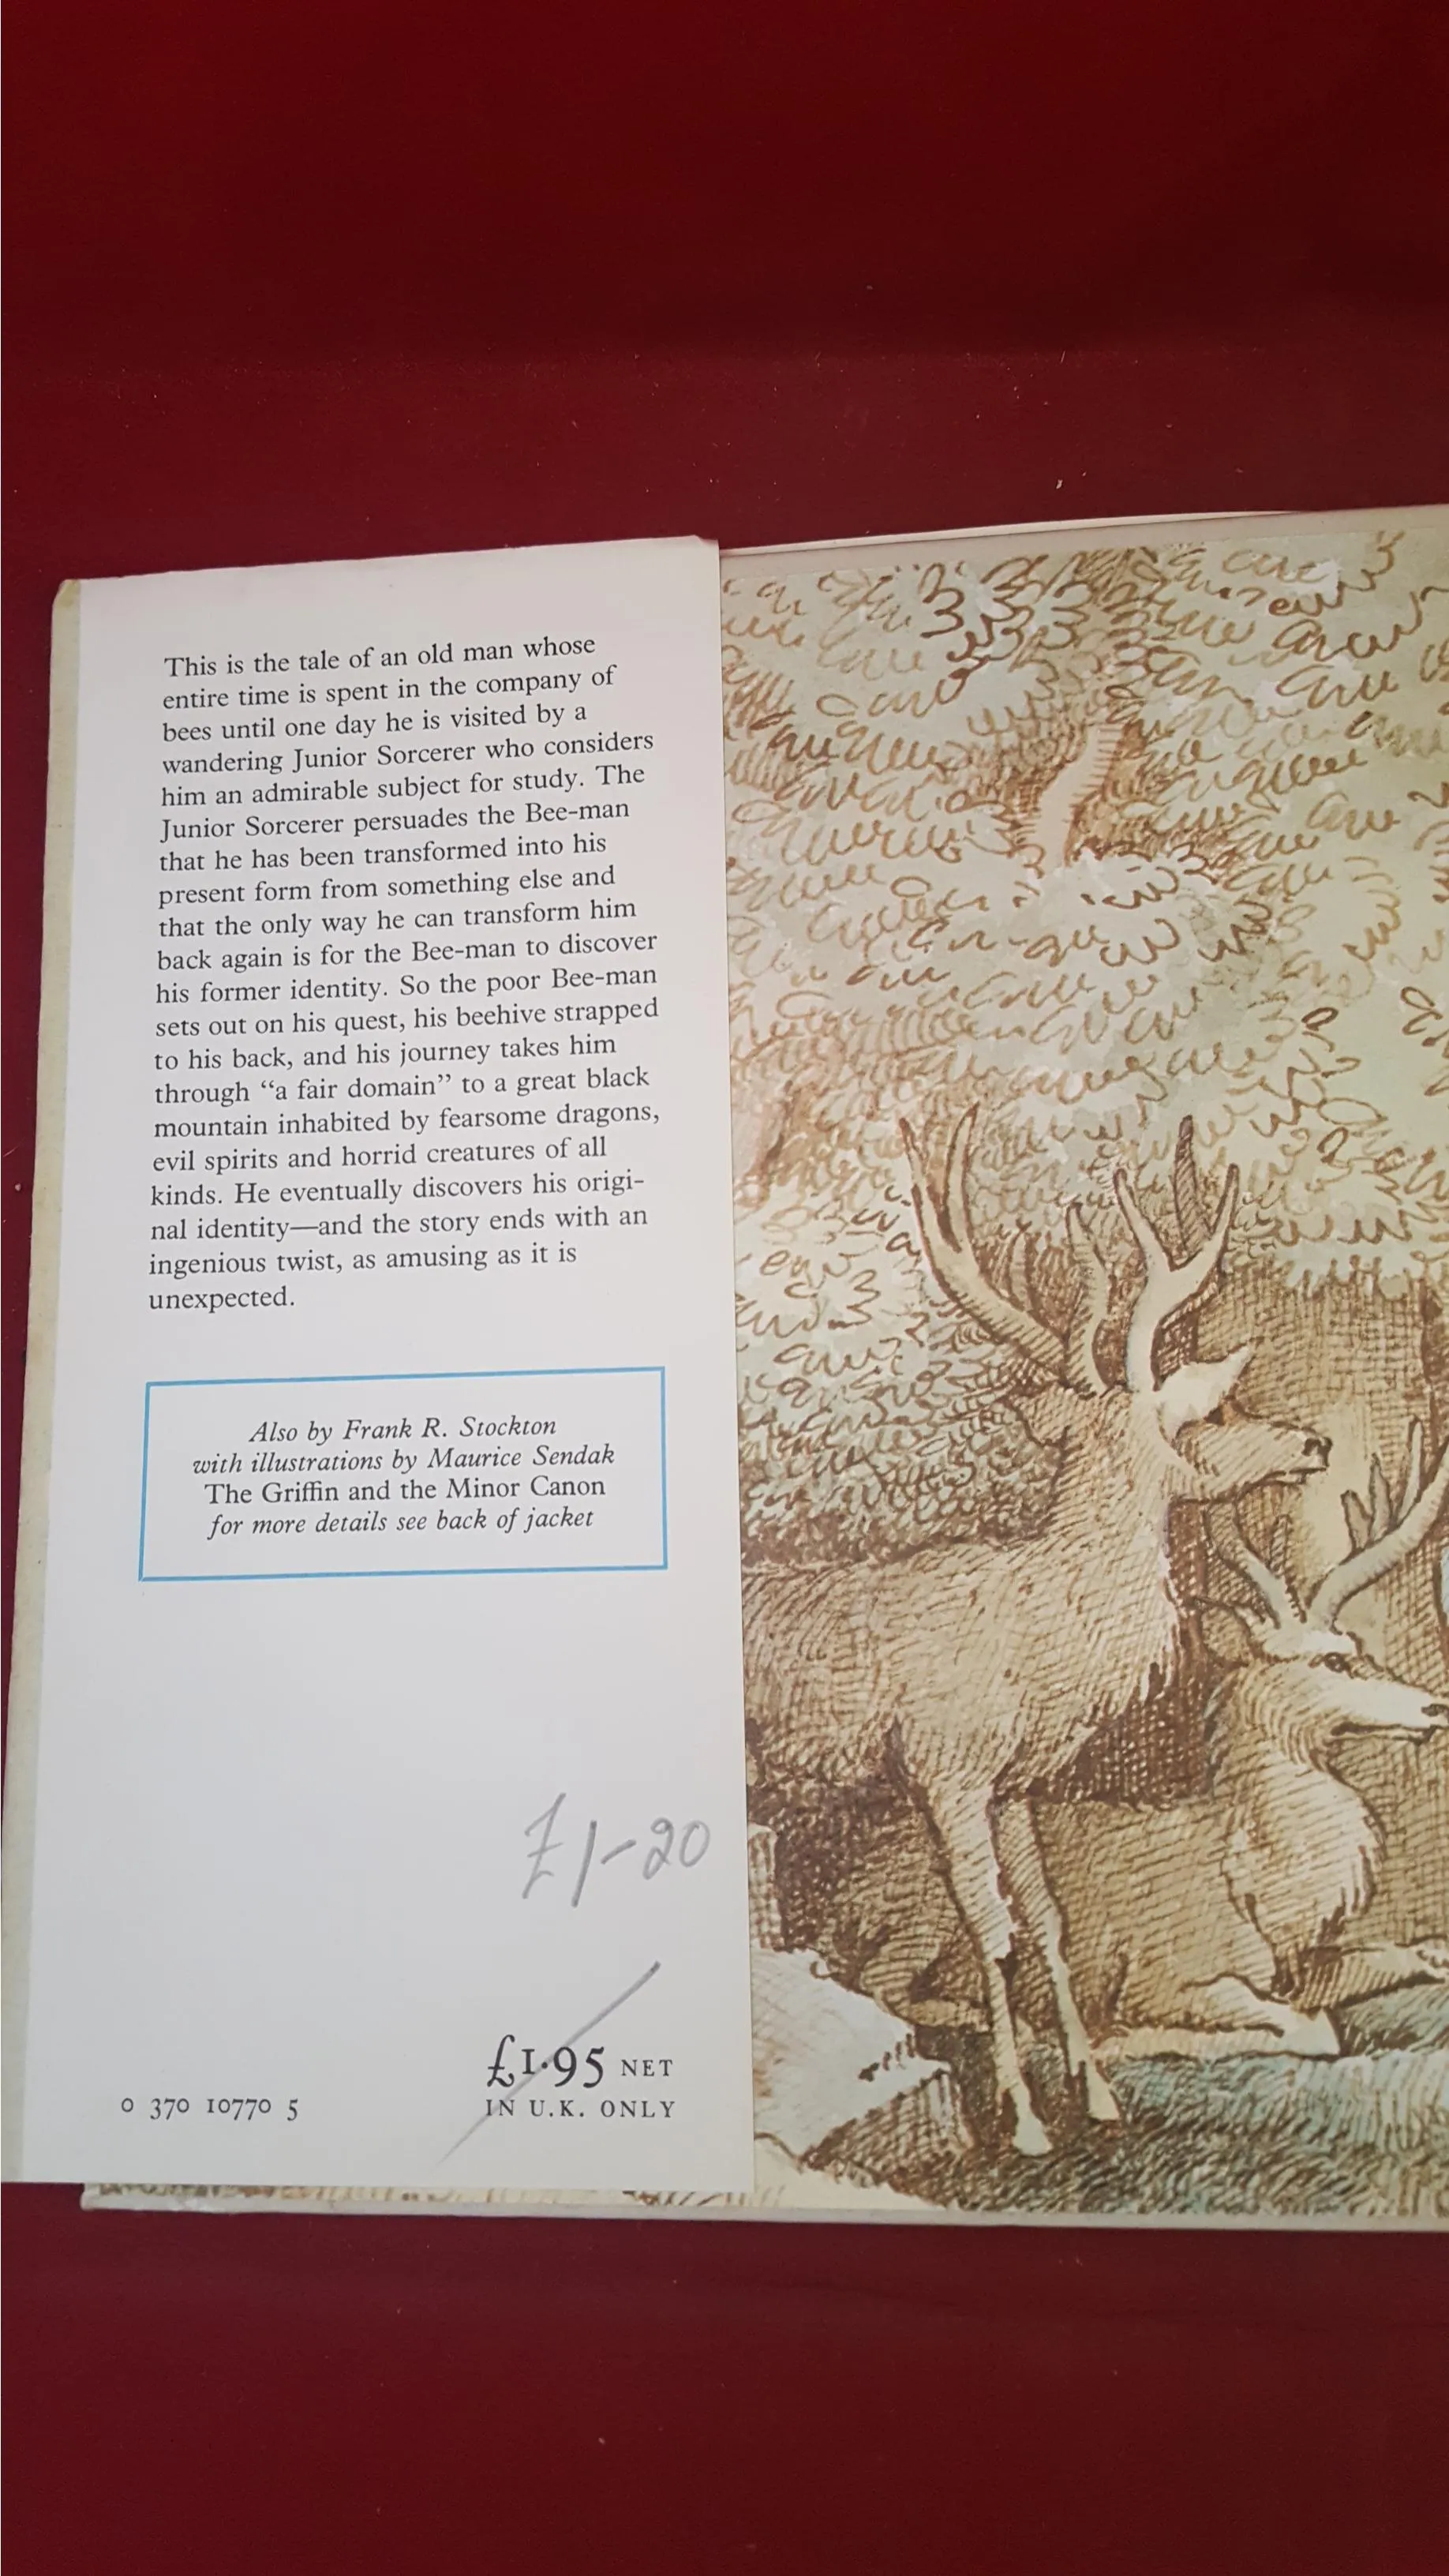 This is the tale of an old man whose
entire time is spent in the company of
bees until one day he is visited by a
wandering Junior Sorcerer who considers
him an admirable subject for study. The
Junior Sorcerer persuades the Bee-man
that he has been transformed into his
present form from something else and
that the only way he can transform him
back again is for the Bee-man to discover
his former identity. So the poor Bee-man
sets out on his quest, his beehive strapped
to his back, and his journey takes him
through “a fair domain” to a great black
mountain inhabited by fearsome dragons,
evil spirits and horrid creatures of all
kinds. He eventually discovers his origi-
nal identity—and the story ends with an
ingenious twist, as amusing as it is
unexpected.
Also by Frank R. Stockton
with illustrations by Maurice Sendak
The Griffin and the Minor Canon
for more details see back of jacket
£1-20
£1·95 NET
IN U.K. ONLY
0 370 10770 5